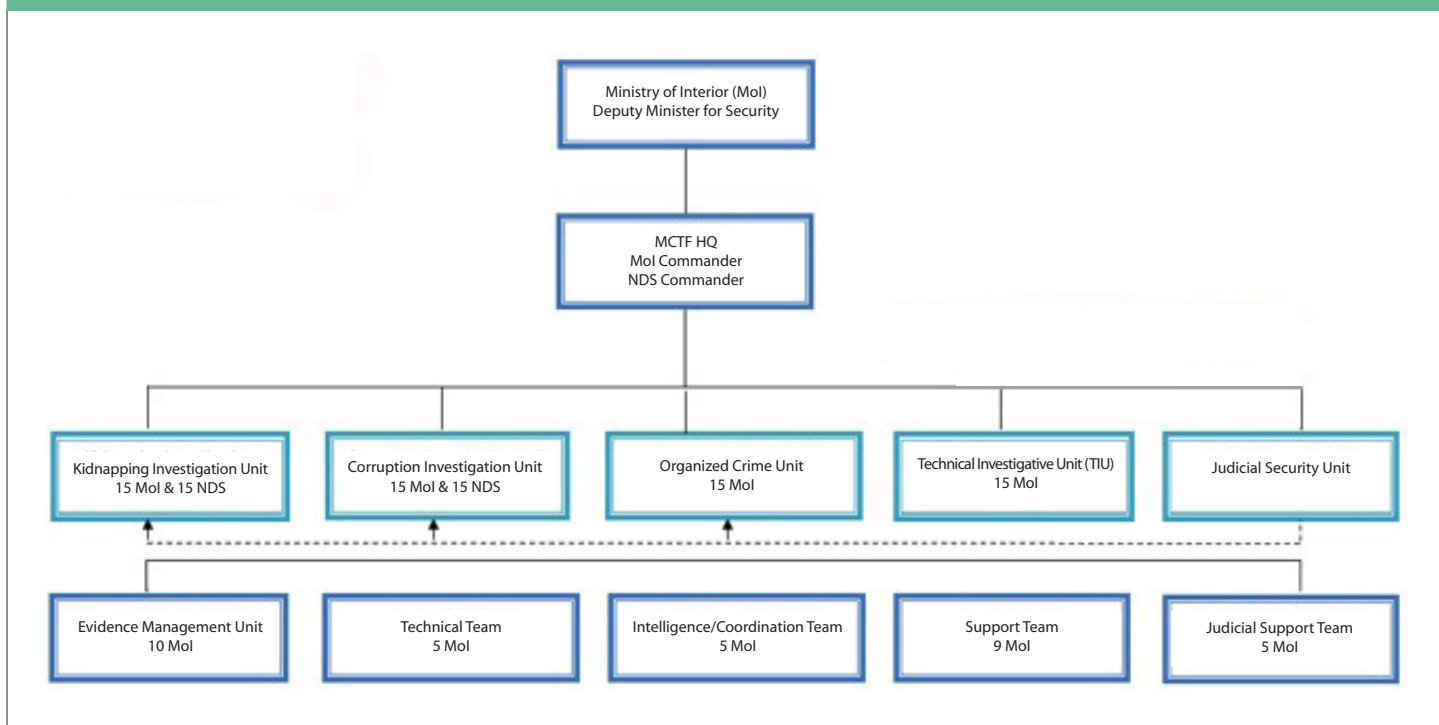 Ministry of Interior (MoI)
Deputy Minister for Security
MCTF HQ
MoI Commander
NDS Commander
Kidnapping Investigation Unit
15 MoI & 15 NDS
Corruption Investigation Unit
15 MoI & 15 NDS
Organized Crime Unit
15 MoI
Technical Investigative Unit (TIU)
15 MoI
Judicial Security Unit
Evidence Management Unit
10 MoI
Technical Team
5 MoI
Intelligence/Coordination Team
5 MoI
Support Team
9 MoI
Judicial Support Team
5 MoI